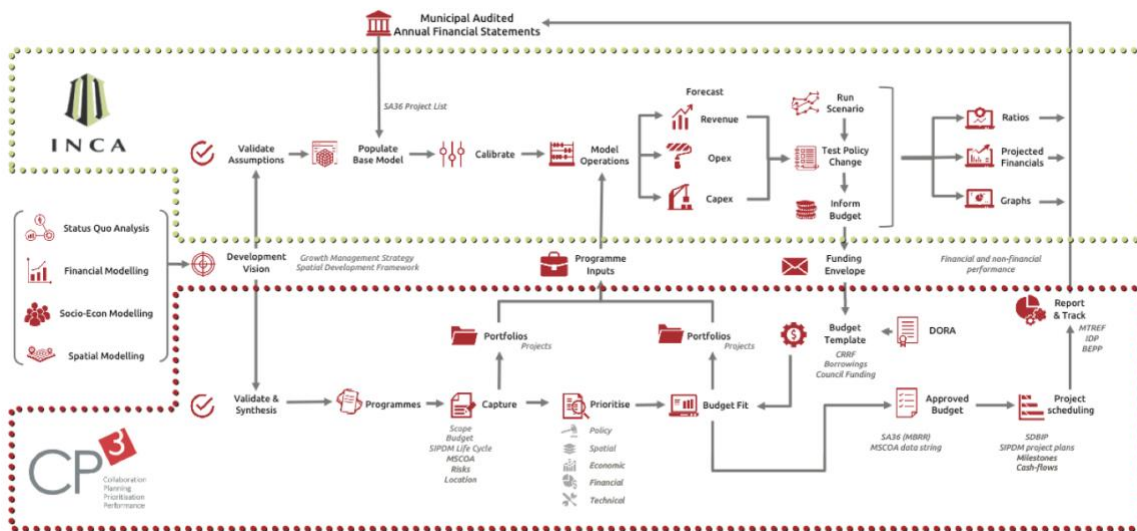 Municipal Audited
Annual Financial Statements
INCA
SA36 Project List
Validate
Assumptions
Populate
Base Model
Calibrate
Model
Operations
Forecast
Revenue
Opex
Capex
Run
Scenario
Test Policy
Change
Inform
Budget
Ratios
Projected
Financials
Graphs
Status Quo Analysis
Financial Modelling
Socio-Econ Modelling
Spatial Modelling
Development
Vision
Growth Management Strategy
Spatial Development Framework
Programme
Inputs
Funding
Envelope
Financial and non-financial
performance
Portfolios
Projects
Portfolios
Projects
Budget
Template
CRRF
Borrowings
Council Funding
DORA
Report
& Track
MTREF
IDP
BEPP
Validate &
Synthesis
Programmes
Capture
Scope
Budget
SIPDM Life Cycle
MSCOA
Risks
Location
Prioritise
Policy
Spatial
Economic
Financial
Technical
Budget Fit
Approved
Budget
SA36 (MBRR)
MSCOA data string
Project
scheduling
SDBIP
SIPDM project plans
Milestones
Cash-flows
CP3
Collaboration
Planning
Prioritisation
Performance